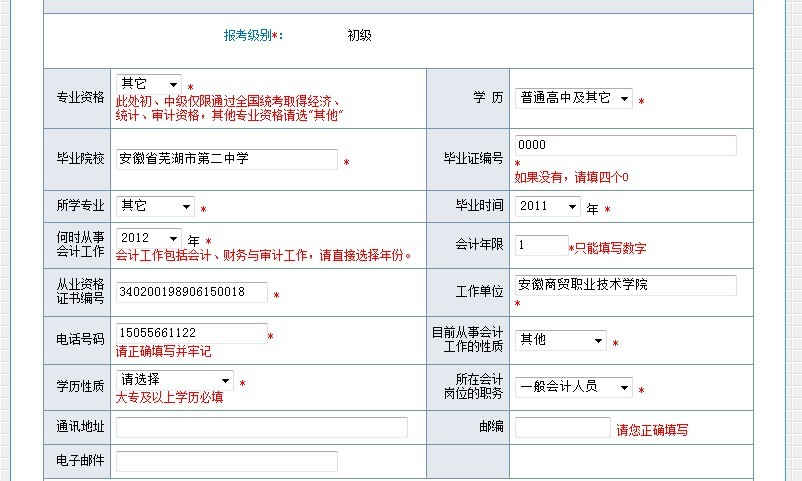 报考级别*: 初级
专业资格 其它 * 学 历 普通高中及其它 *
此处初、中级仅限通过全国统考取得经济、
统计、审计资格，其他专业资格请选"其他"
毕业院校 安徽省芜湖市第二中学 * 毕业证编号 0000
*
如果没有，请填四个0
所学专业 其它 * 毕业时间 2011 年 *
何时从事
会计工作 2012 年 * 会计年限 1 *只能填写数字
会计工作包括会计、财务与审计工作，请直接选择年份。
从业资格
证书编号 340200198906150018 * 工作单位 安徽商贸职业技术学院
*
电话号码 15055661122 * 目前从事会计
工作的性质 其他 *
请正确填写并牢记
学历性质 请选择 * 所在会计
岗位的职务 一般会计人员 *
大专及以上学历必填
通讯地址 邮编 请您正确填写
电子邮件